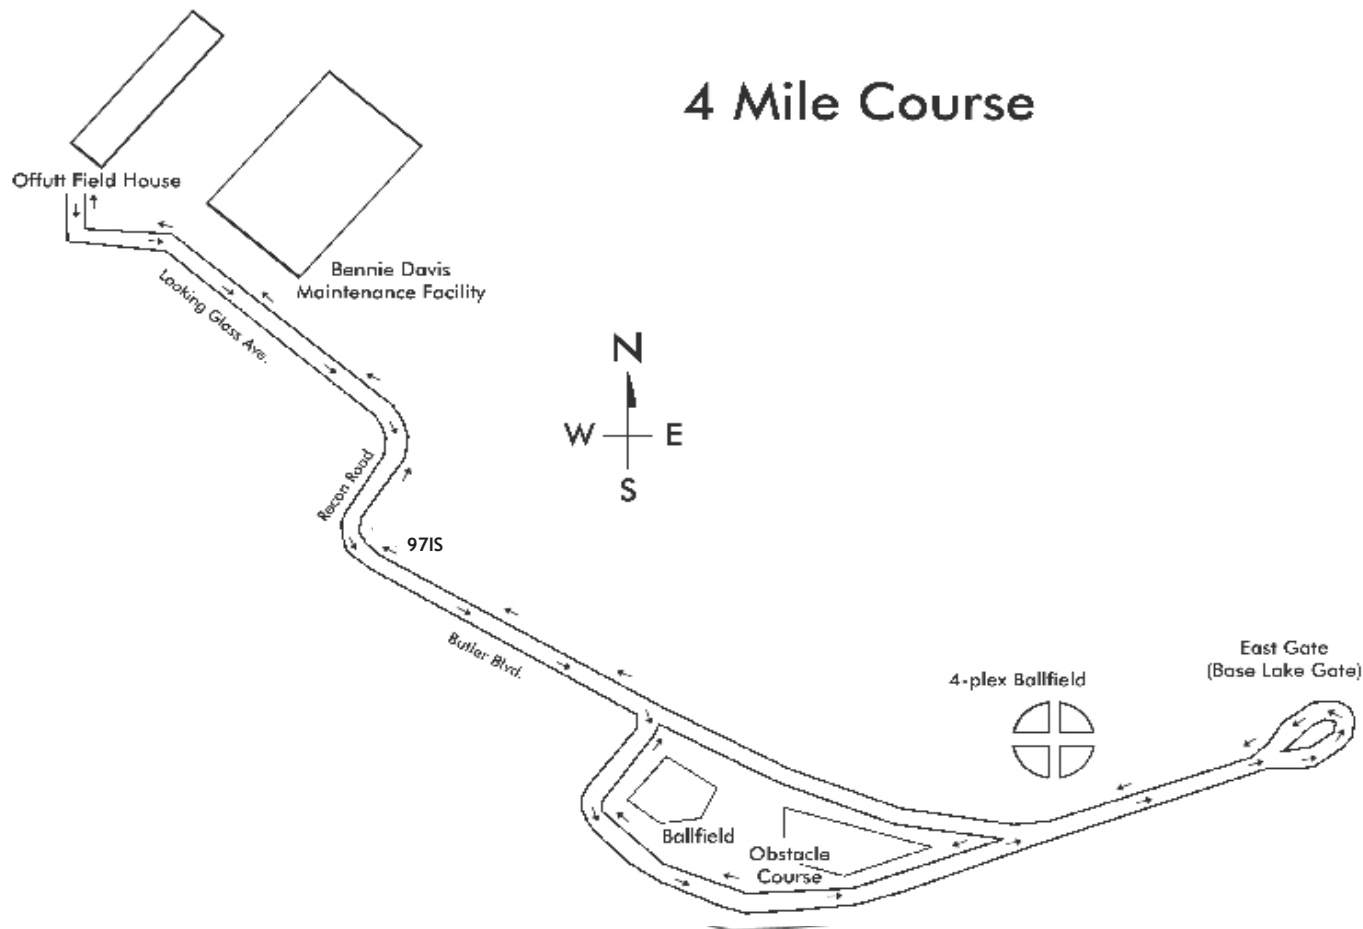 4 Mile Course
Offutt Field House
Bennie Davis
Maintenance Facility
Looking Glass Ave.
N
W
E
S
Recon Road
97IS
Butler Blvd.
East Gate
(Base Lake Gate)
4-plex Ballfield
Ballfield
Obstacle
Course